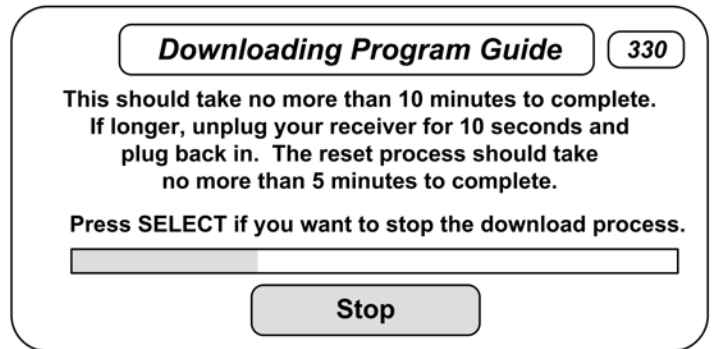 Downloading Program Guide 330
This should take no more than 10 minutes to complete.
If longer, unplug your receiver for 10 seconds and
plug back in. The reset process should take
no more than 5 minutes to complete.
Press SELECT if you want to stop the download process.
Stop